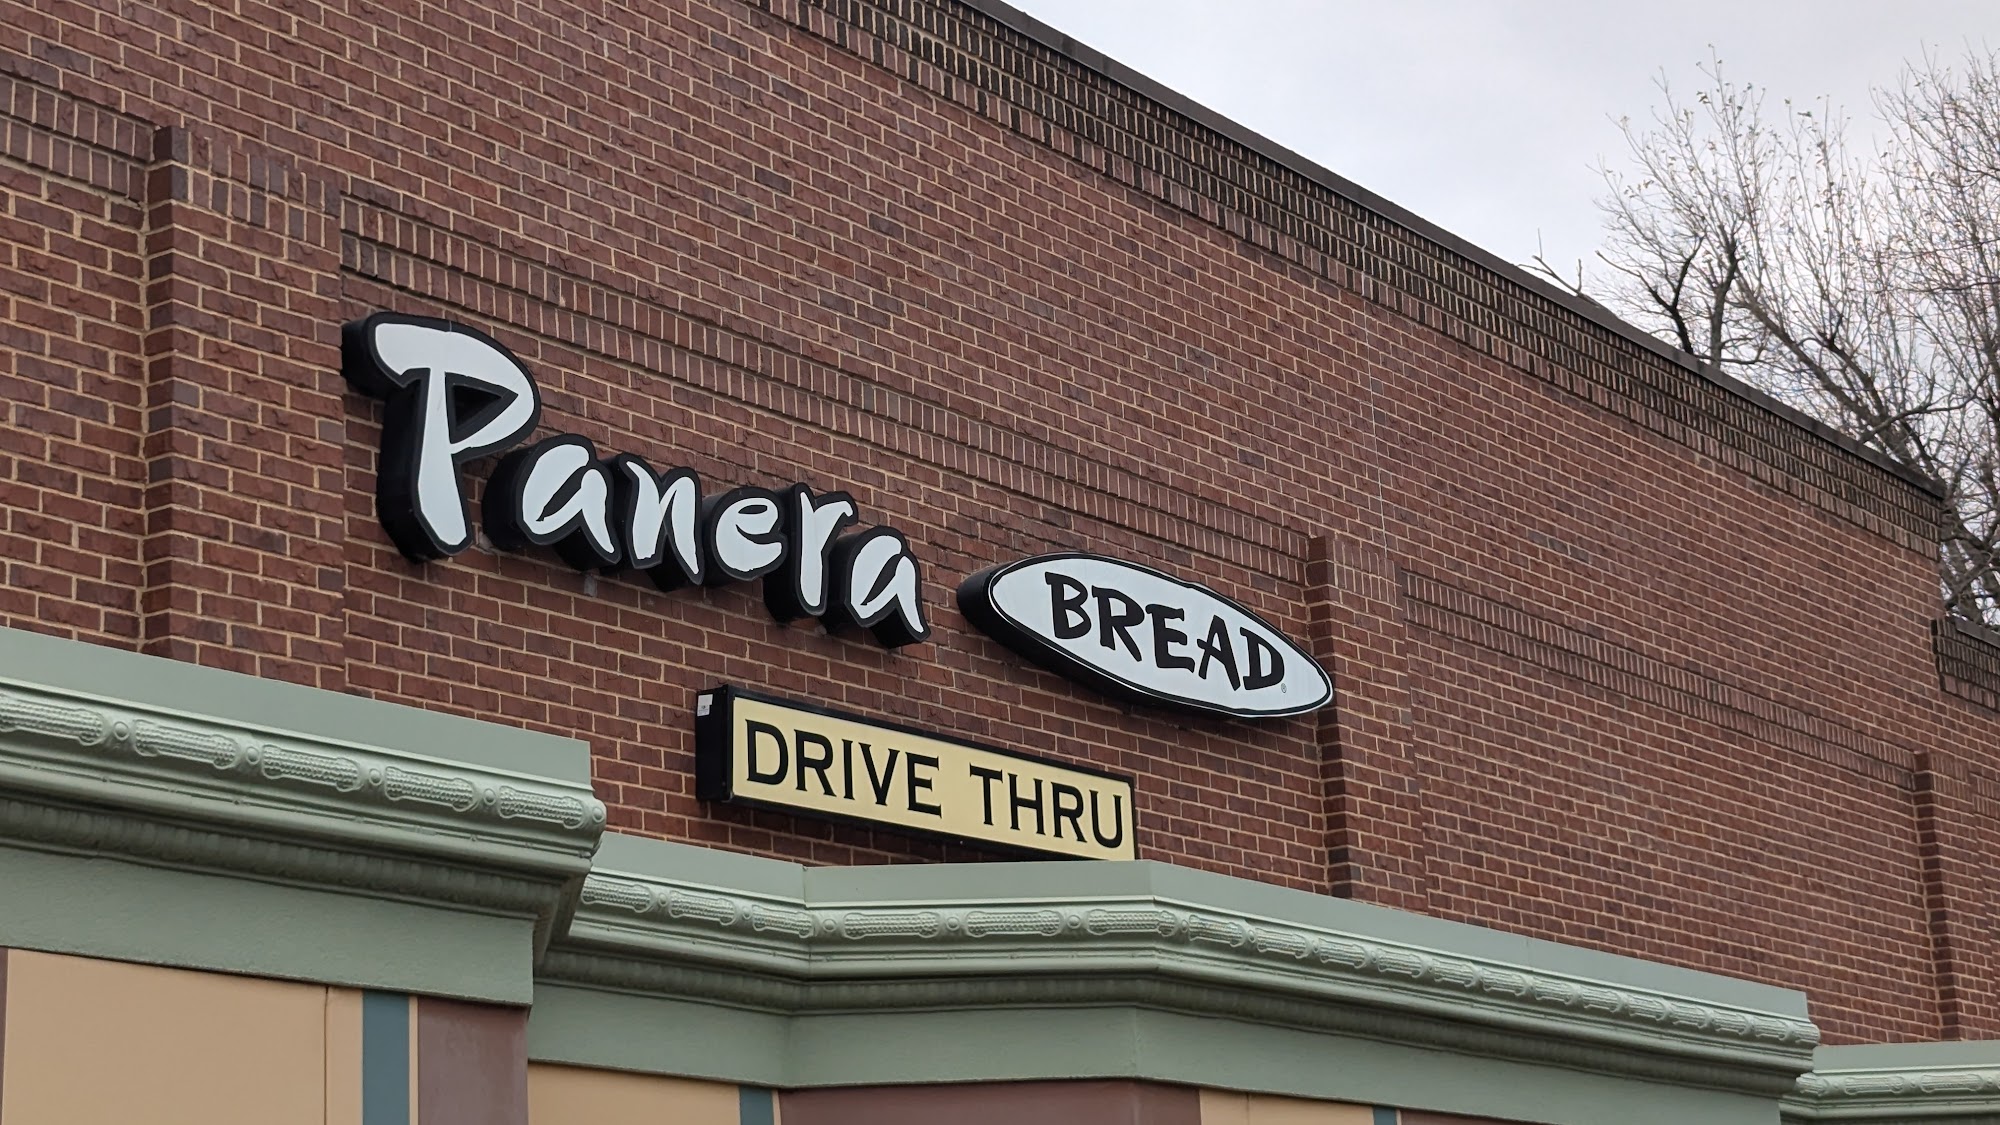 Panera BREAD®
DRIVE THRU